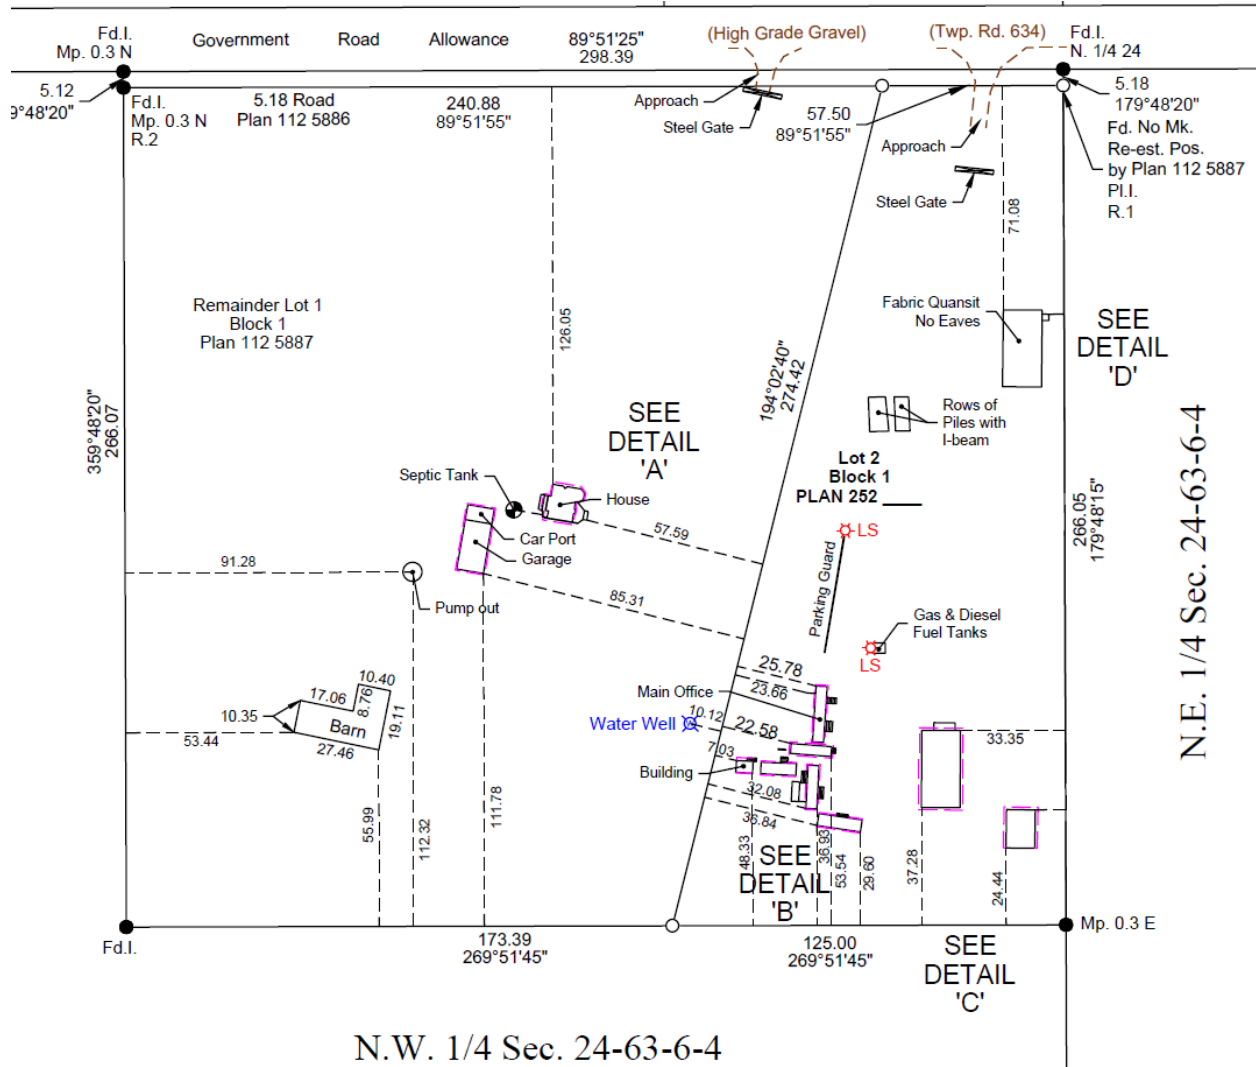 Fd.I.
Mp. 0.3 N
Government Road Allowance
89°51'25"
298.39
(High Grade Gravel)
(Twp. Rd. 634)
Fd.I.
N. 1/4 24
5.12
9°48'20"
Fd.I.
Mp. 0.3 N
R.2
5.18 Road
Plan 112 5886
240.88
89°51'55"
Approach
Steel Gate
57.50
89°51'55"
Approach
Steel Gate
5.18
179°48'20"
Fd. No Mk.
Re-est. Pos.
by Plan 112 5887
Pl.I.
R.1
71.08
126.05
Remainder Lot 1
Block 1
Plan 112 5887
Fabric Quansit
No Eaves
SEE
DETAIL
'D'
194°02'40"
274.42
359°48'20"
266.07
SEE
DETAIL
'A'
Rows of
Piles with
I-beam
Lot 2
Block 1
PLAN 252 ____
Septic Tank
House
Car Port
Garage
57.59
LS
266.05
179°48'15"
N.E. 1/4 Sec. 24-63-6-4
91.28
Pump out
85.31
Parking Guard
Gas & Diesel
Fuel Tanks
LS
25.78
23.66
Main Office
10.40
17.06
8.76
19.11
10.35
Barn
53.44
27.46
Water Well
10.12
22.58
7.03
Building
33.35
32.08
36.84
55.99
112.32
111.78
48.33
36.93
53.54
29.60
37.28
24.44
SEE
DETAIL
'B'
Fd.I.
173.39
269°51'45"
125.00
269°51'45"
Mp. 0.3 E
SEE
DETAIL
'C'
N.W. 1/4 Sec. 24-63-6-4